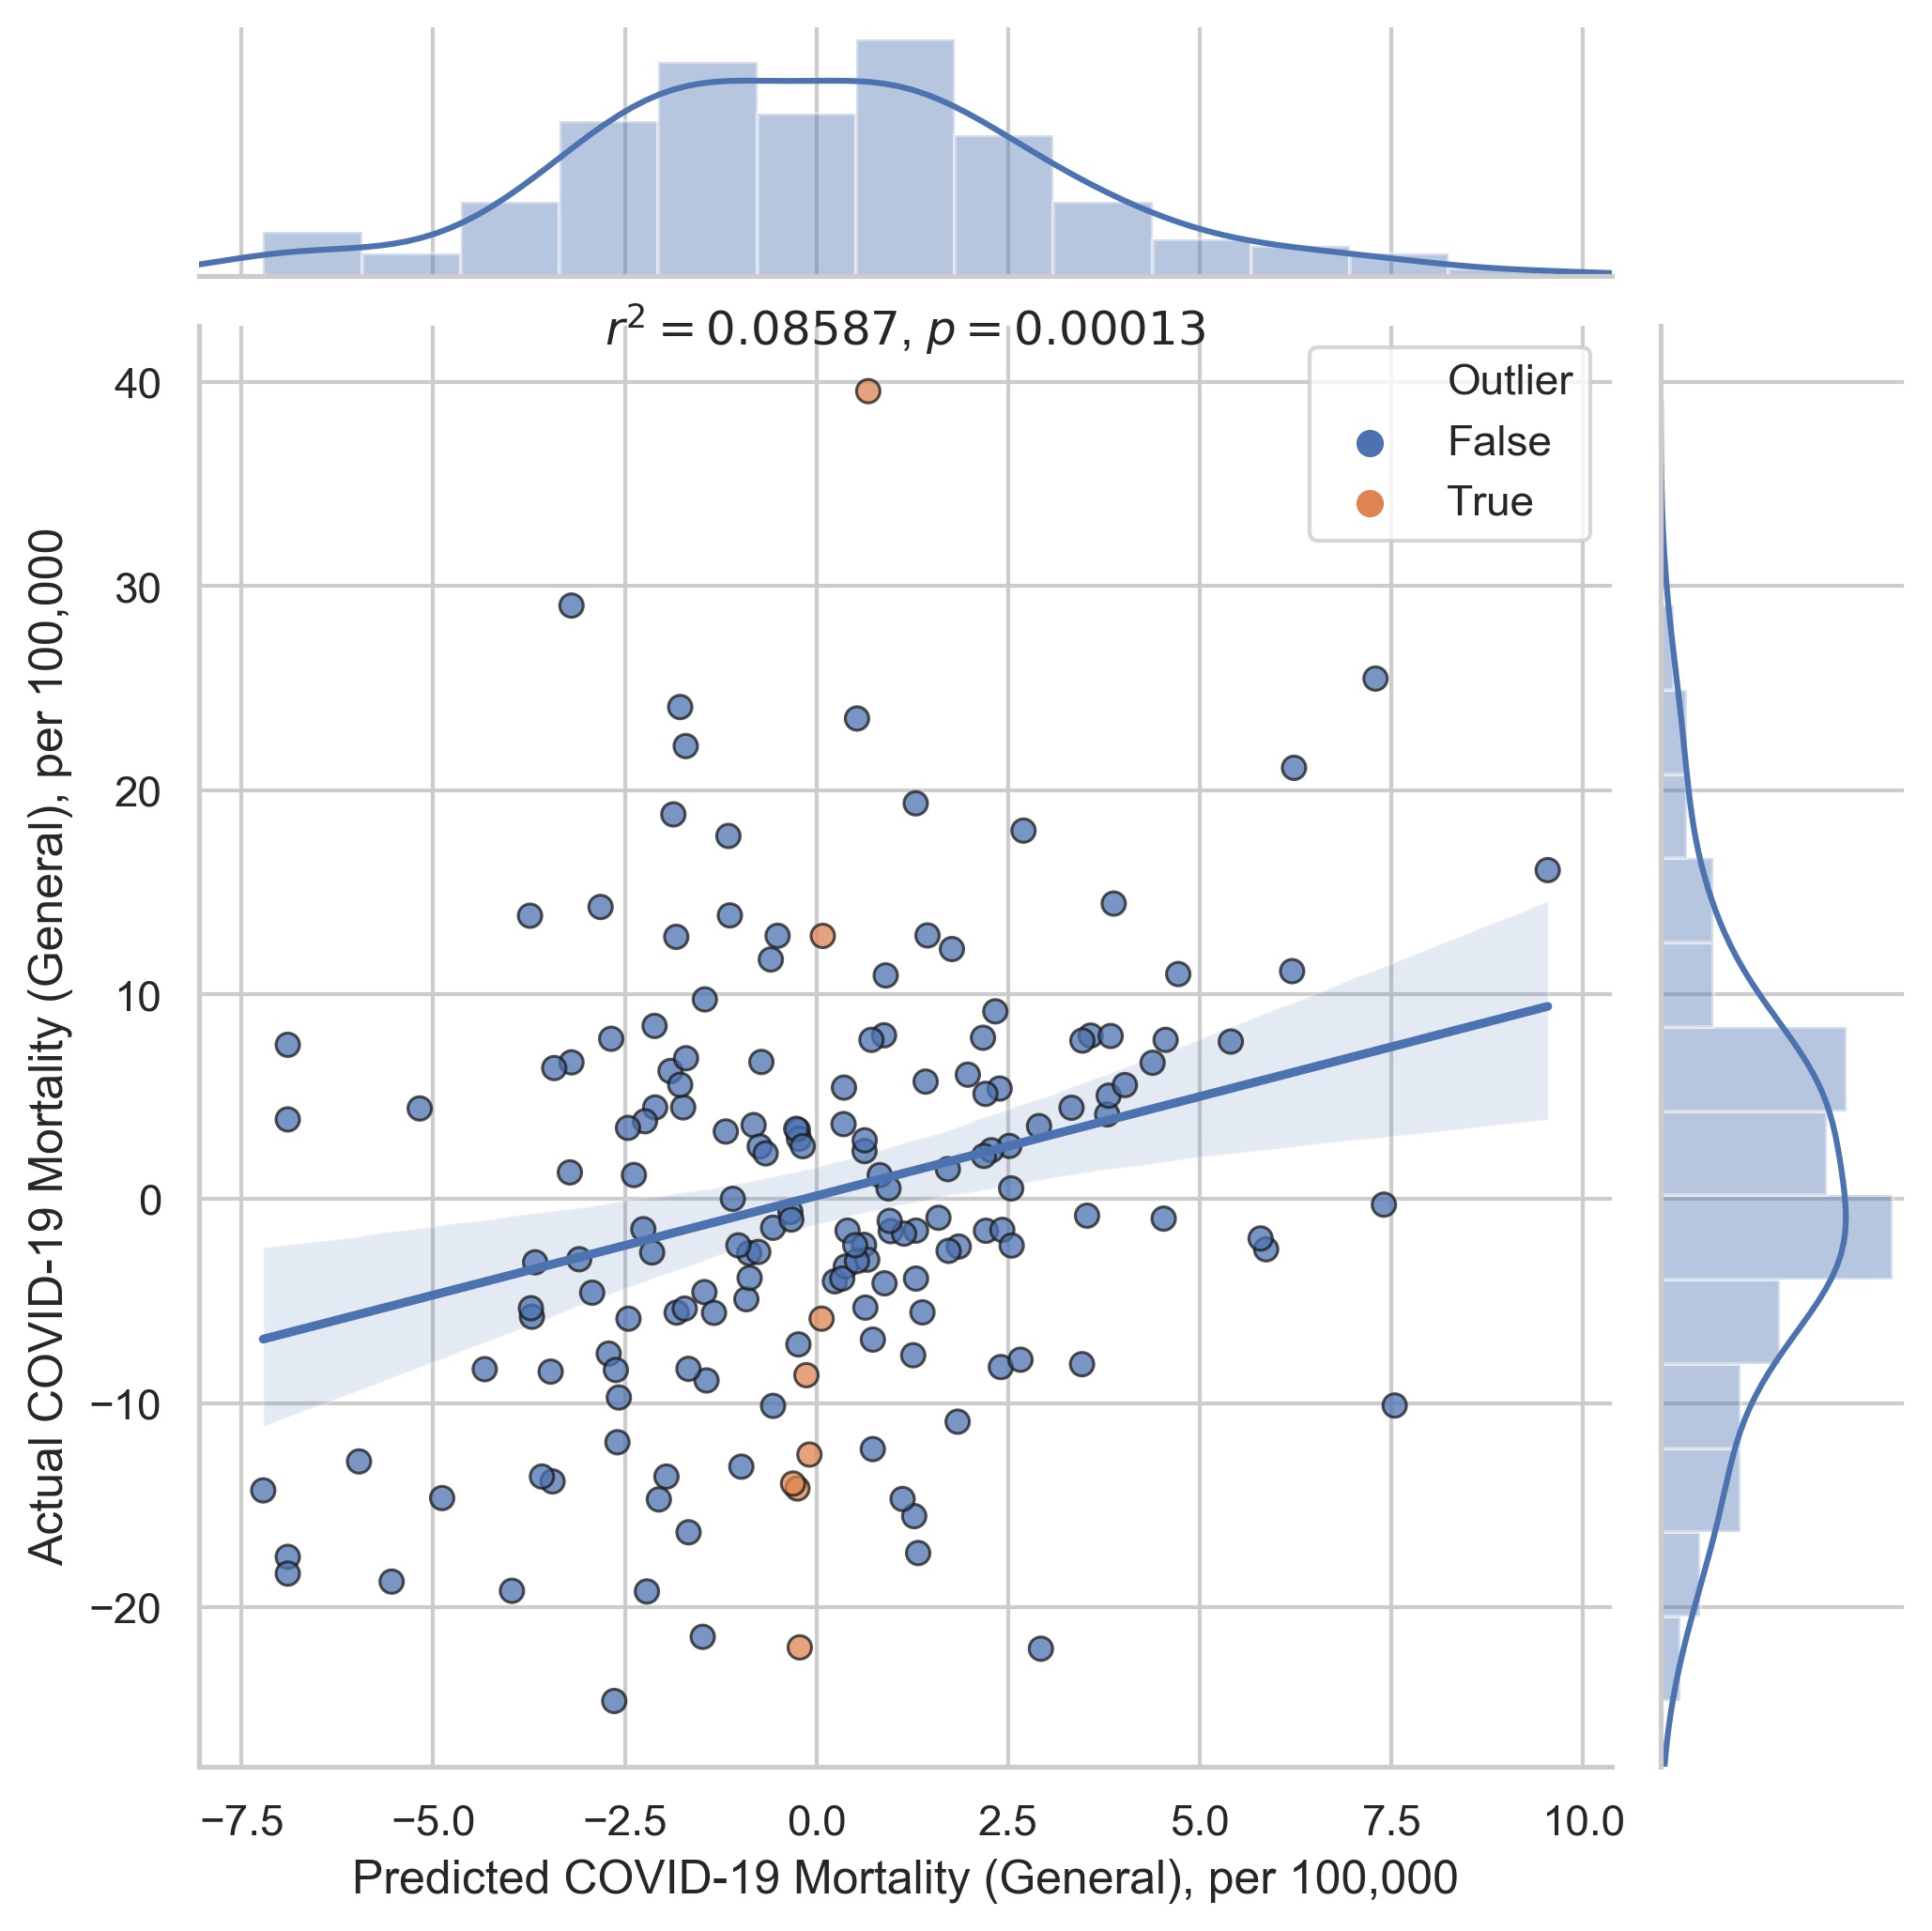 r² = 0.08587, p = 0.00013
Outlier
False
True
40
30
20
10
0
−10
−20
Actual COVID-19 Mortality (General), per 100,000
−7.5 −5.0 −2.5 0.0 2.5 5.0 7.5 10.0
Predicted COVID-19 Mortality (General), per 100,000